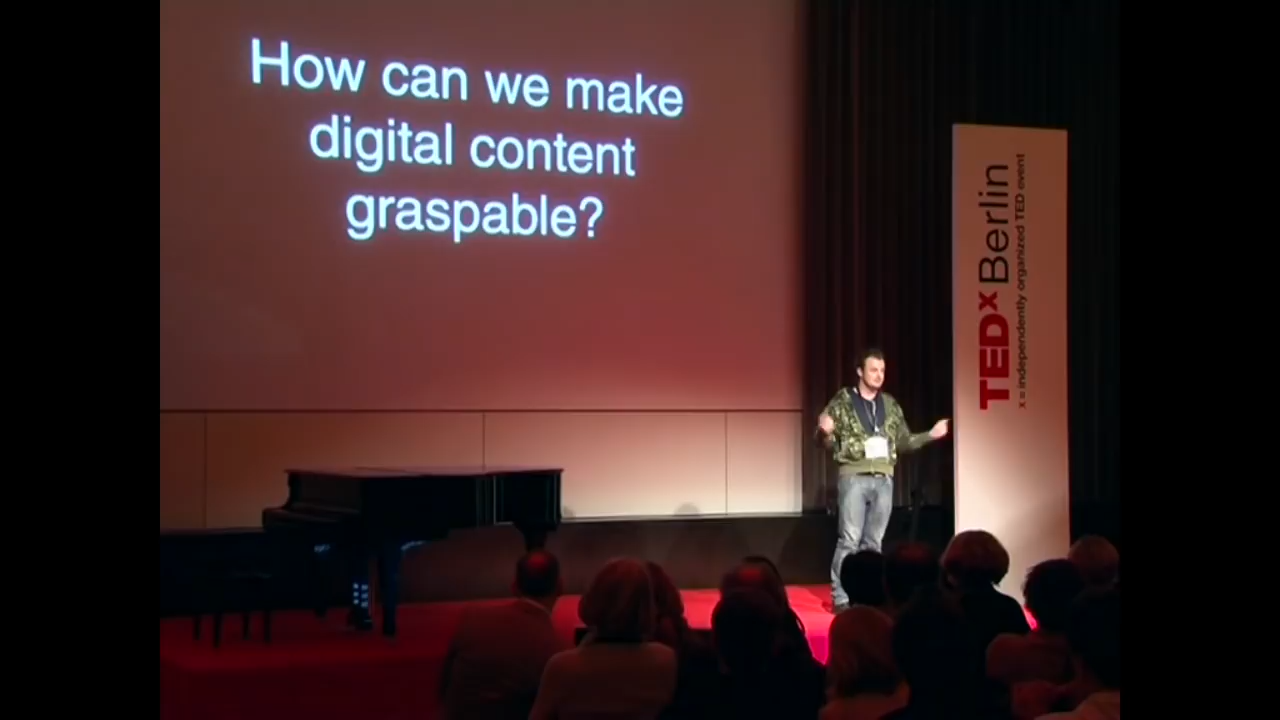 How can we make
digital content
graspable?
TEDxBerlin
x = independently organized TED event